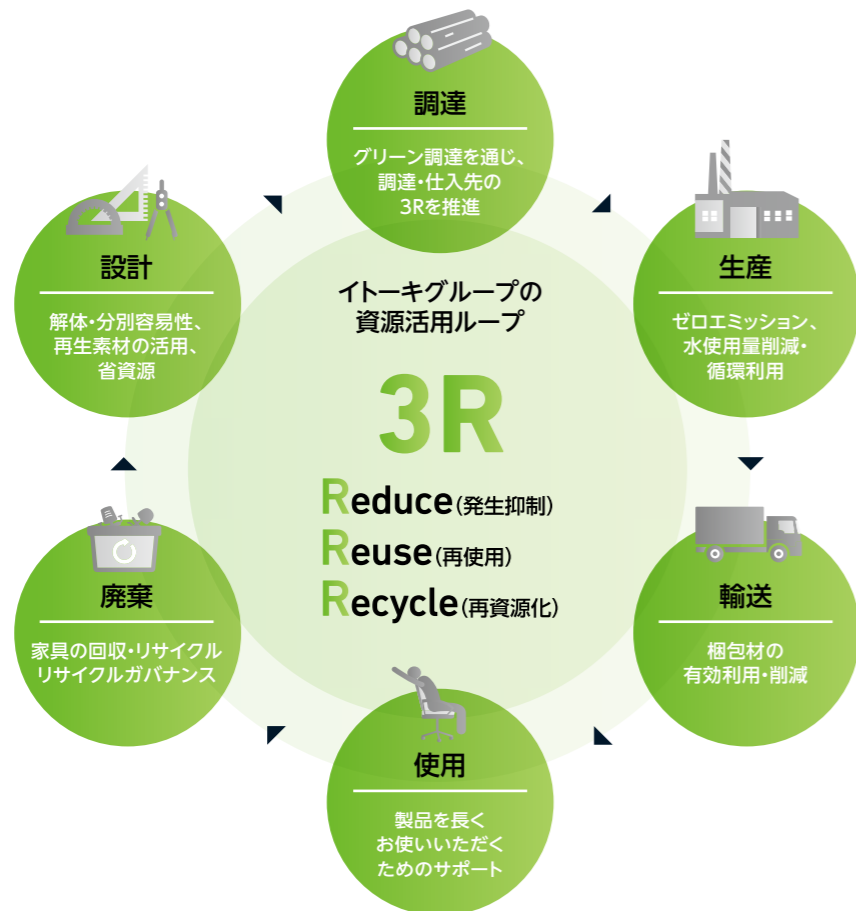 イトーキグループの
資源活用ループ
3R
Reduce(発生抑制)
Reuse(再使用)
Recycle(再資源化)
調達
グリーン調達を通じ、
調達・仕入先の
3Rを推進
生産
ゼロエミッション、
水使用量削減・
循環利用
輸送
梱包材の
有効利用・削減
使用
製品を長く
お使いいただく
ためのサポート
廃棄
家具の回収・リサイクル
リサイクルガバナンス
設計
解体・分別容易性、
再生素材の活用、
省資源